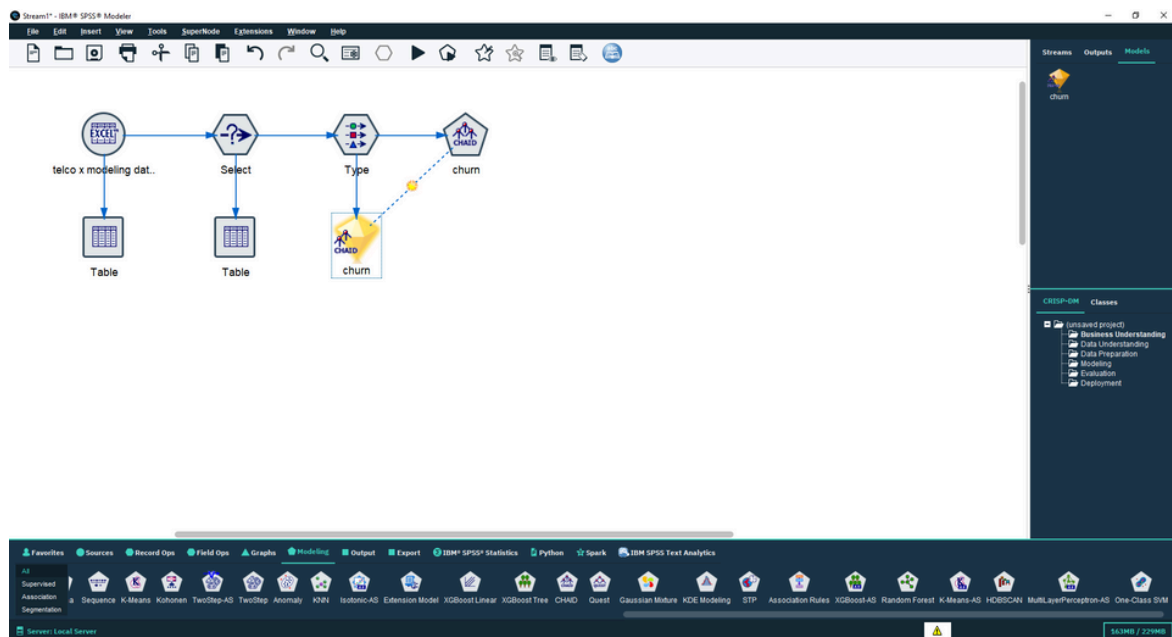 Stream1* - IBM® SPSS® Modeler
File Edit Insert View Tools SuperNode Extensions Window Help
Streams Outputs Models
churn
EXCEL™
CHAID
telco x modeling dat..
Select
Type
churn
CHAID
Table
Table
churn
CRISP-DM Classes
(unsaved project)
Business Understanding
Data Understanding
Data Preparation
Modeling
Evaluation
Deployment
Favorites Sources Record Ops Field Ops Graphs Modeling Output Export IBM® SPSS® Statistics Python Spark IBM SPSS Text Analytics
All
Supervised
Association
Segmentation
a Sequence K-Means Kohonen TwoStep-AS TwoStep Anomaly KNN Isotonic-AS Extension Model XGBoost Linear XGBoost Tree CHAID Quest Gaussian Mixture KDE Modeling STP Association Rules XGBoost-AS Random Forest K-Means-AS HDBSCAN MultiLayerPerceptron-AS One-Class SVM
Server: Local Server
163MB / 229MB